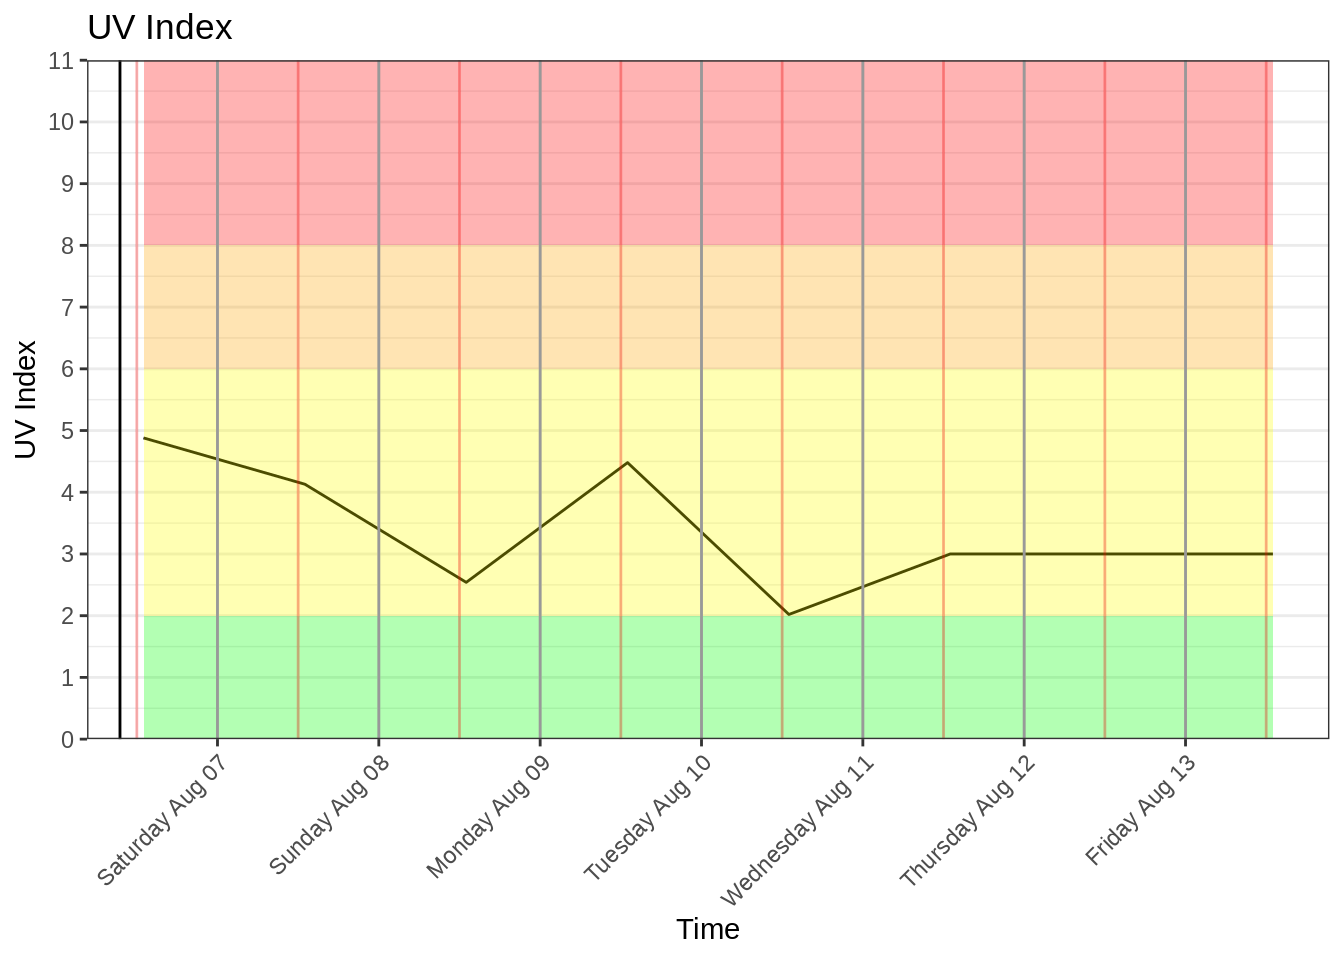 UV Index
11
10
9
8
7
6
5
4
3
2
1
0
UV Index
Saturday Aug 07
Sunday Aug 08
Monday Aug 09
Tuesday Aug 10
Wednesday Aug 11
Thursday Aug 12
Friday Aug 13
Time